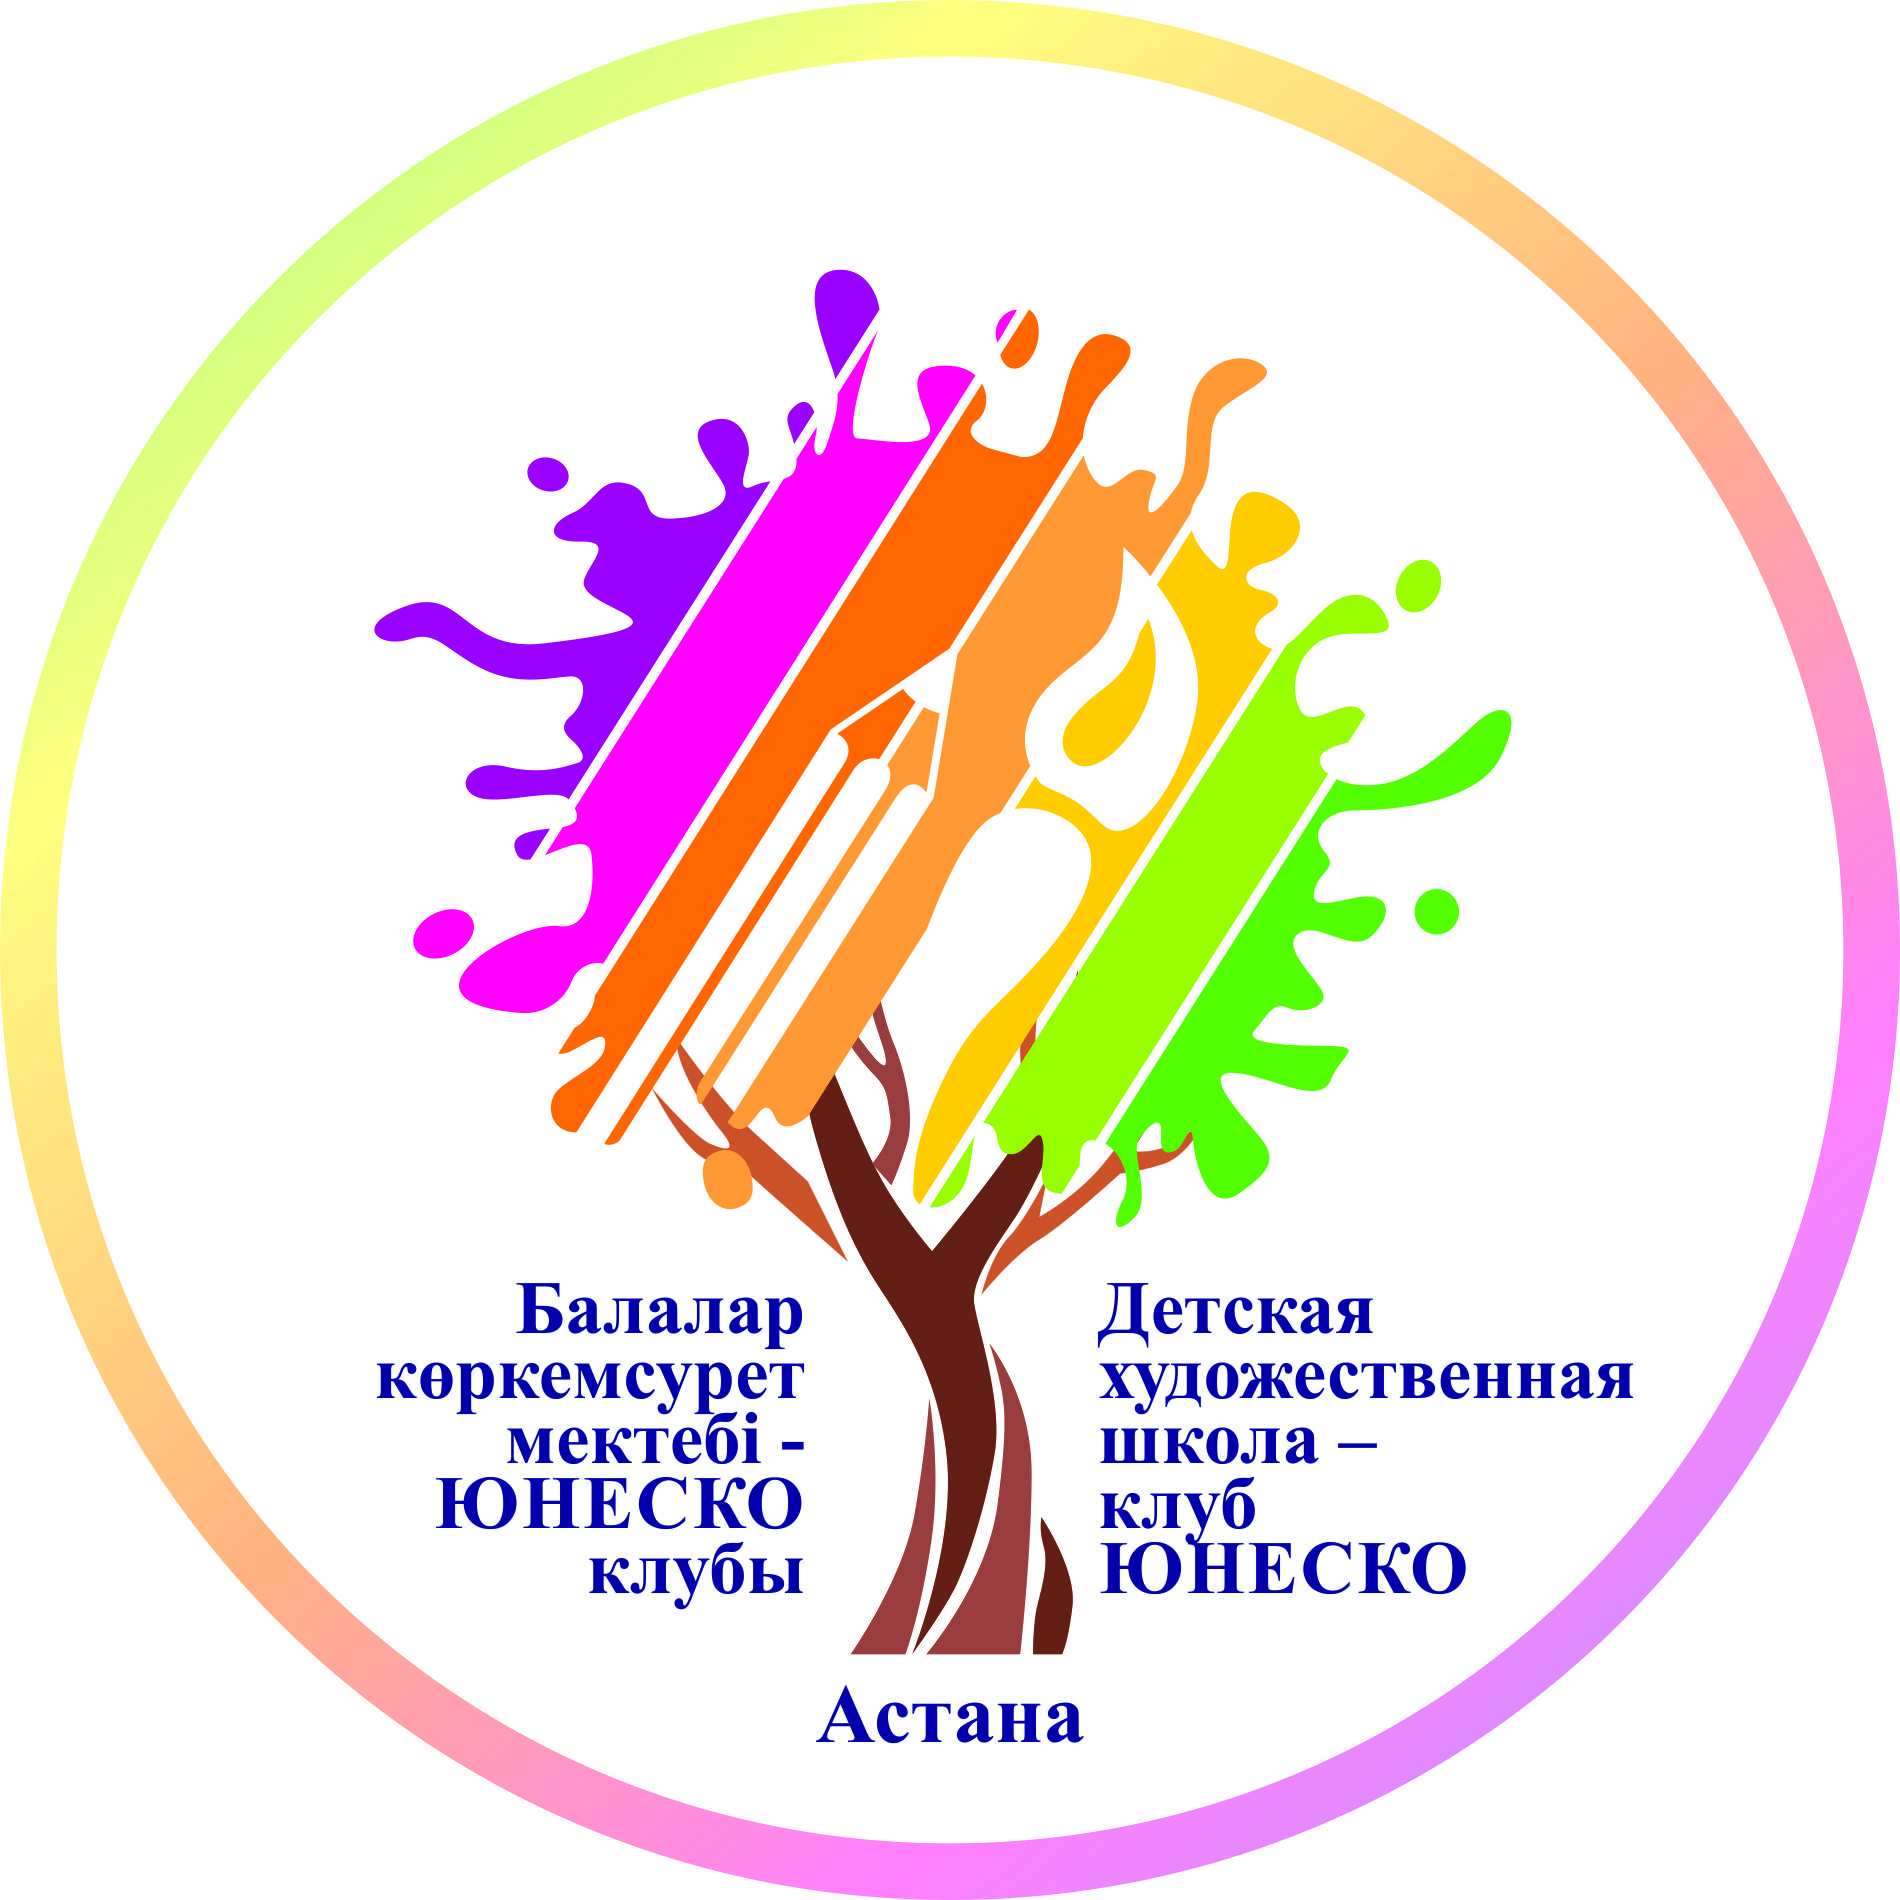 Балалар
көркемсурет
мектебі -
ЮНЕСКО
клубы
Детская
художественная
школа –
клуб
ЮНЕСКО
Астана